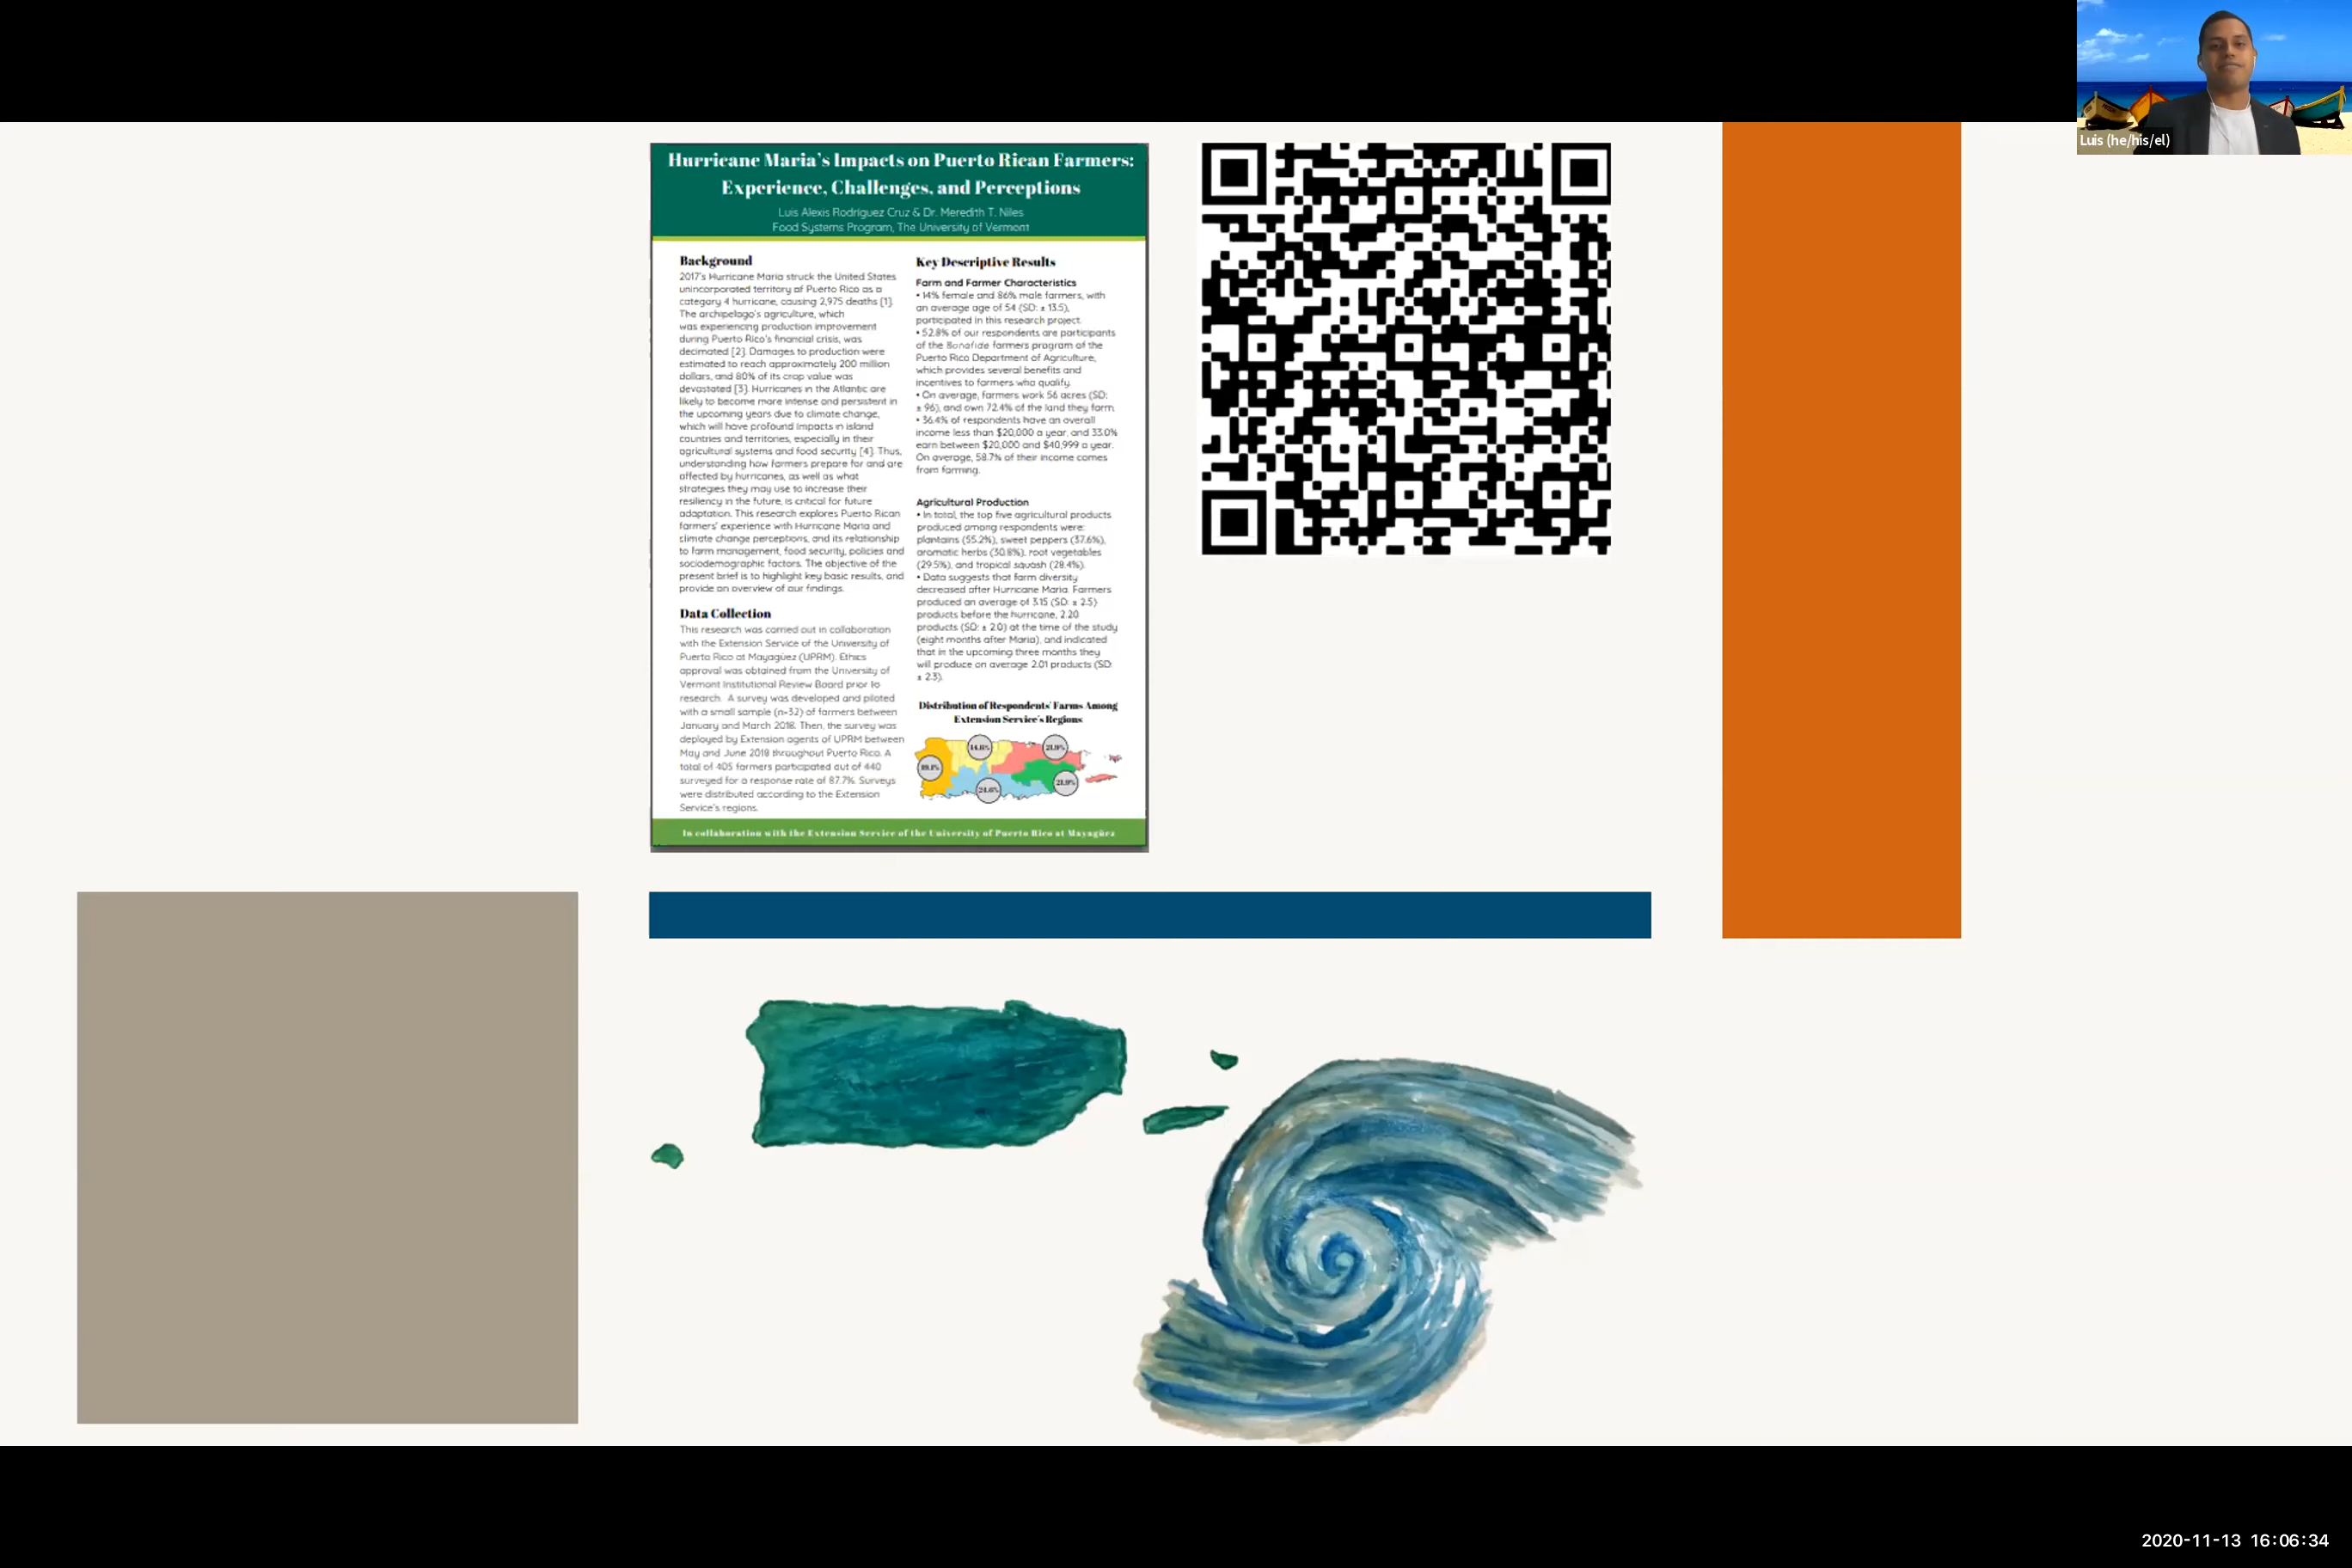 Luis (he/his/el)
Hurricane Maria's Impacts on Puerto Rican Farmers:
Experience, Challenges, and Perceptions
Luis Alexis Rodríguez Cruz & Dr. Meredith T. Niles
Food Systems Program, The University of Vermont
Background
2017's Hurricane Maria struck the United States
unincorporated territory of Puerto Rico as a
category 4 hurricane, causing 2,975 deaths [1].
The archipelago's agriculture, which
was experiencing production improvement
during Puerto Rico's financial crisis, was
decimated [2]. Damages to production were
estimated to reach approximately 200 million
dollars, and 80% of its crop value was
devastated [3]. Hurricanes in the Atlantic are
likely to become more intense and persistent in
the upcoming years due to climate change,
which will have profound impacts in island
countries and territories, especially in their
agricultural systems and food security [4]. Thus,
understanding how farmers prepare for and are
affected by hurricanes, as well as what
strategies they may use to increase their
resiliency in the future, is critical for future
adaptation. This research explores Puerto Rican
farmers' experience with Hurricane Maria and
climate change perceptions, and its relationship
to farm management, food security, policies and
sociodemographic factors. The objective of the
present brief is to highlight key basic results, and
provide an overview of our findings.
Data Collection
This research was carried out in collaboration
with the Extension Service of the University of
Puerto Rico at Mayagüez (UPRM). Ethics
approval was obtained from the University of
Vermont Institutional Review Board prior to
research. A survey was developed and piloted
with a small sample (n=32) of farmers between
January and March 2018. Then, the survey was
deployed by Extension agents of UPRM between
May and June 2018 throughout Puerto Rico. A
total of 405 farmers participated out of 440
surveyed for a response rate of 87.7%. Surveys
were distributed according to the Extension
Service's regions.
Key Descriptive Results
Farm and Farmer Characteristics
• 14% female and 86% male farmers, with
an average age of 54 (SD: ± 13.5),
participated in this research project.
• 52.8% of our respondents are participants
of the Bonafide farmers program of the
Puerto Rico Department of Agriculture,
which provides several benefits and
incentives to farmers who qualify.
• On average, farmers work 56 acres (SD:
± 96), and own 72.4% of the land they farm.
• 36.4% of respondents have an overall
income less than $20,000 a year, and 33.0%
earn between $20,000 and $40,999 a year.
On average, 58.7% of their income comes
from farming.
Agricultural Production
• In total, the top five agricultural products
produced among respondents were:
plantains (55.2%), sweet peppers (37.6%),
aromatic herbs (30.8%), root vegetables
(29.5%), and tropical squash (28.4%).
• Data suggests that farm diversity
decreased after Hurricane Maria. Farmers
produced an average of 3.15 (SD: ± 2.5)
products before the hurricane, 2.20
products (SD: ± 2.0) at the time of the study
(eight months after Maria), and indicated
that in the upcoming three months they
will produce on average 2.01 products (SD:
± 2.3).
Distribution of Respondents' Farms Among
Extension Service's Regions
In collaboration with the Extension Service of the University of Puerto Rico at Mayagüez
2020-11-13 16:06:34